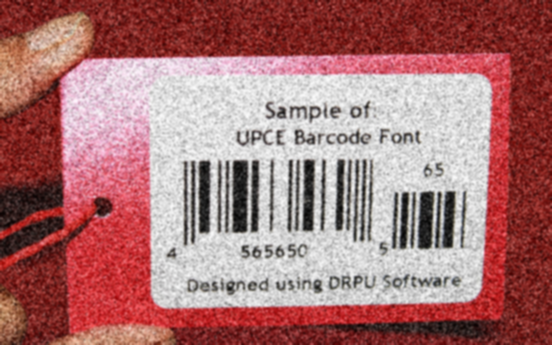 Sample of:
UPCE Barcode Font
65
4 565650 5
Designed using DRPU Software